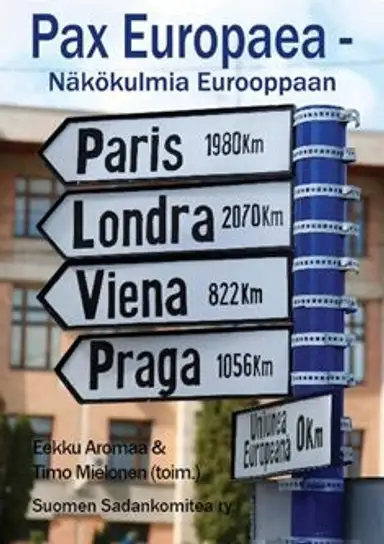 Pax Europaea -
Näkökulmia Eurooppaan
Paris 1980Km
Londra 2070Km
Viena 822Km
Praga 1056Km
Uniunea
Europeană 0Km
Eekku Aromaa &
Timo Mielonen (toim.)
Suomen Sadankomitea ry.